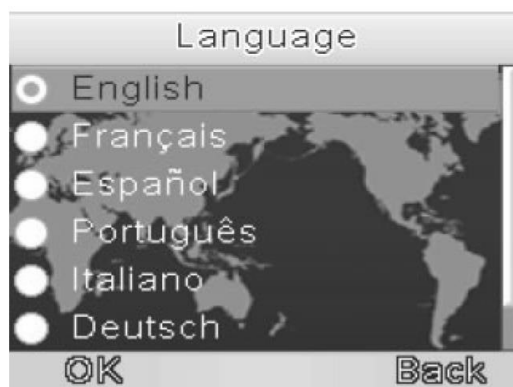 Language
English
Français
Español
Português
Italiano
Deutsch
OK Back